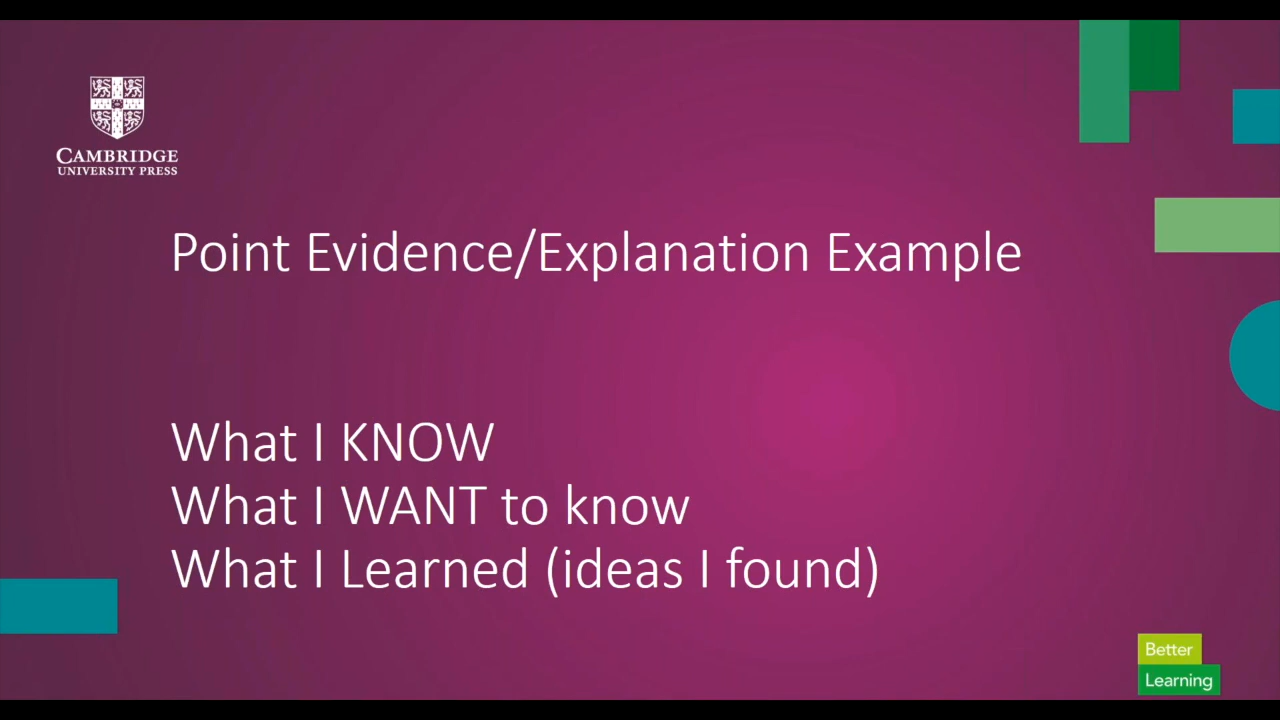 CAMBRIDGE
UNIVERSITY PRESS
Point Evidence/Explanation Example
What I KNOW
What I WANT to know
What I Learned (ideas I found)
Better
Learning